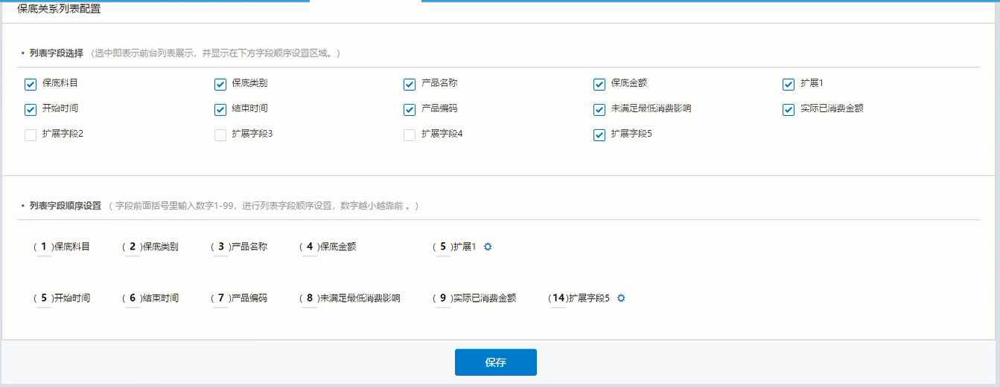 保底关系列表配置
• 列表字段选择 (选中即表示前台列表展示，并显示在下方字段顺序设置区域。)
保底科目 保底类别 产品名称 保底金额 扩展1
开始时间 结束时间 产品编码 未满足最低消费影响 实际已消费金额
扩展字段2 扩展字段3 扩展字段4 扩展字段5
• 列表字段顺序设置 ( 字段前面括号里输入数字1-99，进行列表字段顺序设置，数字越小越靠前 。)
( 1 )保底科目 ( 2 )保底类别 ( 3 )产品名称 ( 4 )保底金额 ( 5 )扩展1
( 5 )开始时间 ( 6 )结束时间 ( 7 )产品编码 ( 8 )未满足最低消费影响 ( 9 )实际已消费金额 (14)扩展字段5
保存